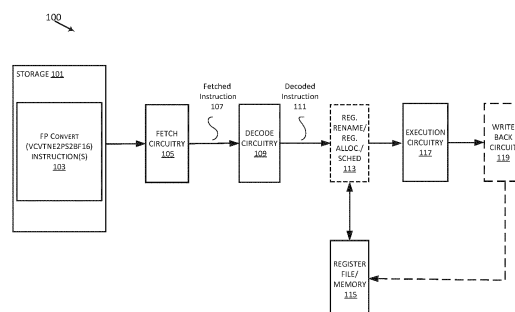 100
STORAGE 101
FP CONVERT
(VCVTNE2PS2BF16)
INSTRUCTION(S)
103
FETCH
CIRCUITRY
105
Fetched
Instruction
107
DECODE
CIRCUITRY
109
Decoded
Instruction
111
REG.
RENAME/
REG.
ALLOC./
SCHED
113
EXECUTION
CIRCUITRY
117
WRITE
BACK
CIRCUIT
119
REGISTER
FILE/
MEMORY
115